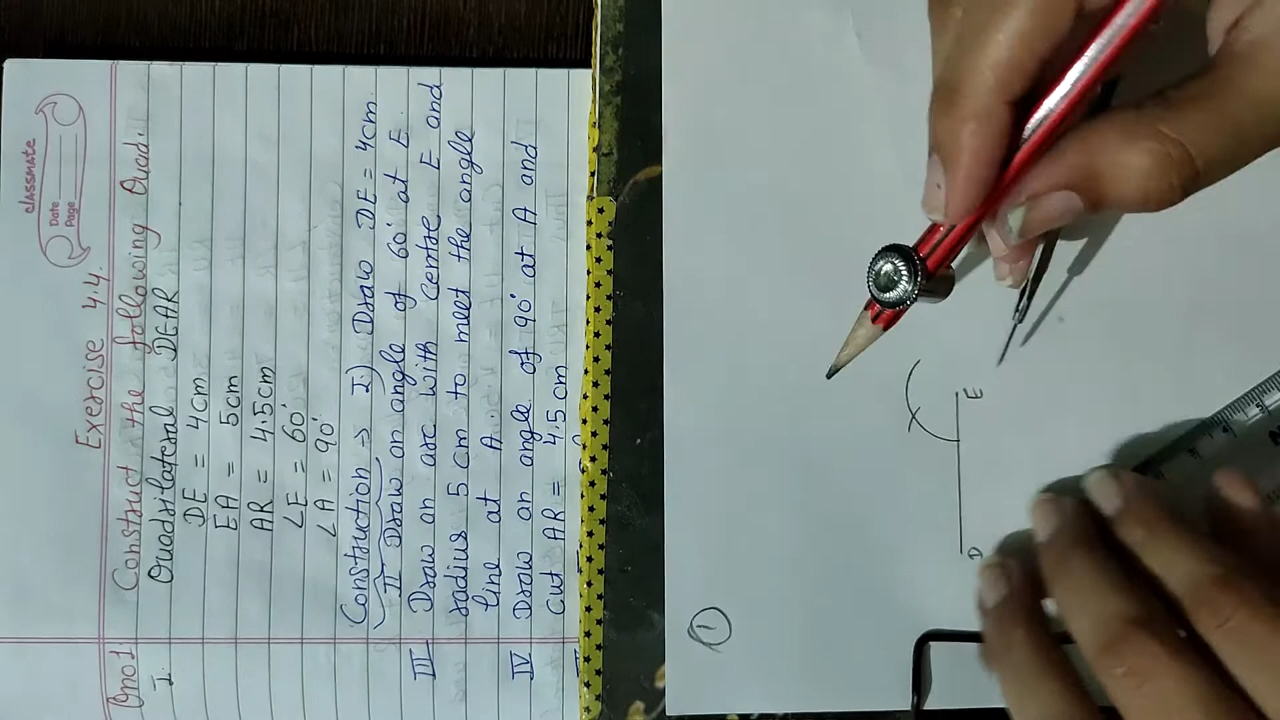 classmate
Date
Page
Exercise 4.4.
Qno1. Construct the following Quad.
I. Quadrilateral DEAR
DE = 4cm
EA = 5cm
AR = 4.5cm
∠E = 60°
∠A = 90°
Construction ⇒ I) Draw DE = 4cm.
II Draw an angle of 60° at E.
III Draw an arc with centre E and
radius 5 cm to meet the angle
line at A.
IV Draw an angle of 90° at A and
cut AR = 4.5 cm
1
D
E